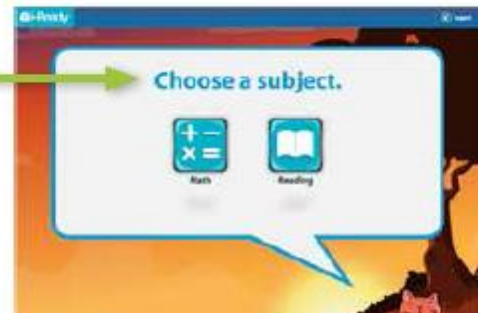 i-Ready
Choose a subject.
+ −
× =
Math
Reading